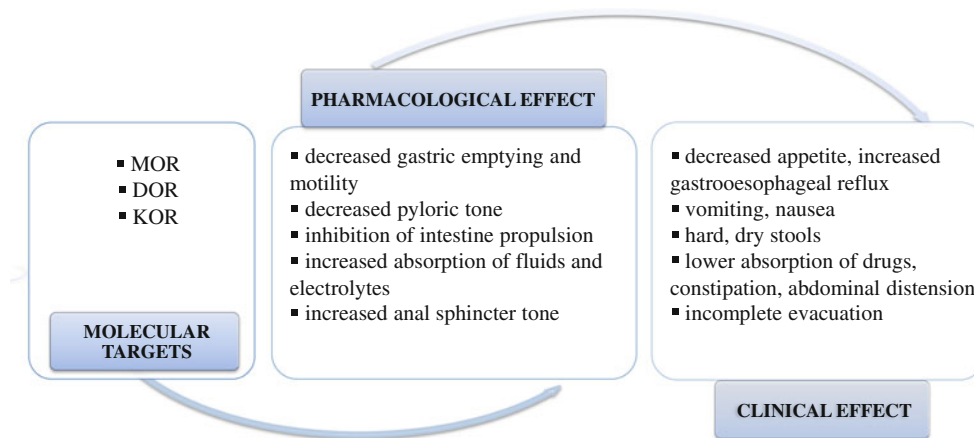 ▪ MOR
▪ DOR
▪ KOR
MOLECULAR
TARGETS
PHARMACOLOGICAL EFFECT
▪ decreased gastric emptying and
motility
▪ decreased pyloric tone
▪ inhibition of intestine propulsion
▪ increased absorption of fluids and
electrolytes
▪ increased anal sphincter tone
▪ decreased appetite, increased
gastrooesophageal reflux
▪ vomiting, nausea
▪ hard, dry stools
▪ lower absorption of drugs,
constipation, abdominal distension
▪ incomplete evacuation
CLINICAL EFFECT